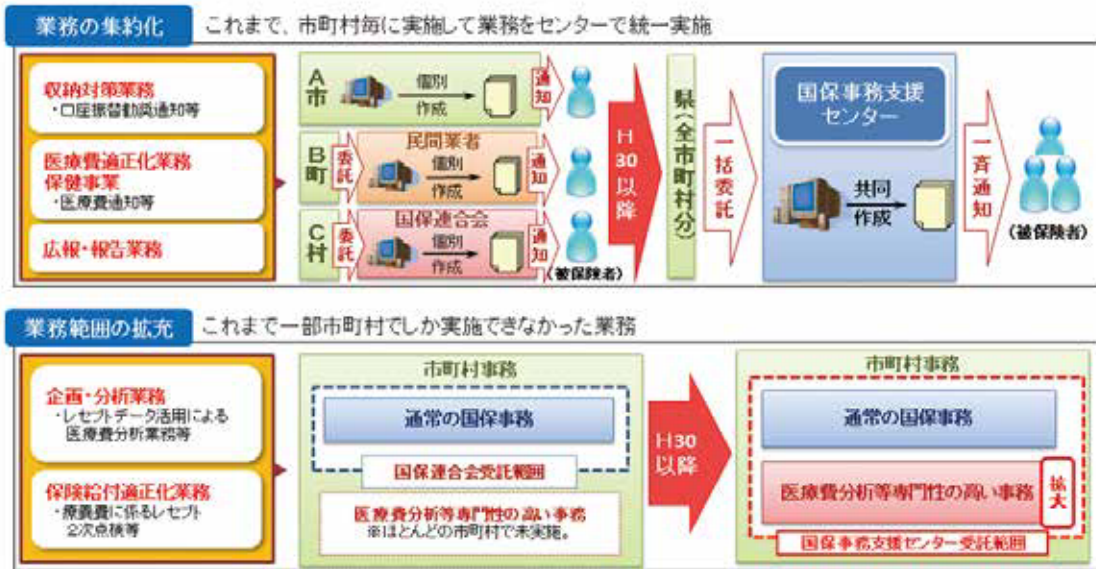 業務の集約化
これまで、市町村毎に実施して業務をセンターで統一実施
収納対策業務
・口座振替勧奨通知等
医療費適正化業務
保健事業
・医療費通知等
広報・報告業務
A市
個別
作成
通知
B町
委託
民間業者
個別
作成
通知
C村
委託
国保連合会
個別
作成
通知
(被保険者)
H30以降
県(全市町村分)
一括委託
国保事務支援
センター
共同
作成
一斉通知
(被保険者)
業務範囲の拡充
これまで一部市町村でしか実施できなかった業務
企画・分析業務
・レセプトデータ活用による
医療費分析業務等
保険給付適正化業務
・療養費に係るレセプト
2次点検等
市町村事務
通常の国保事務
国保連合会受託範囲
医療費分析等専門性の高い事務
※ほとんどの市町村で未実施。
H30
以降
市町村事務
通常の国保事務
医療費分析等専門性の高い事務
拡大
国保事務支援センター受託範囲